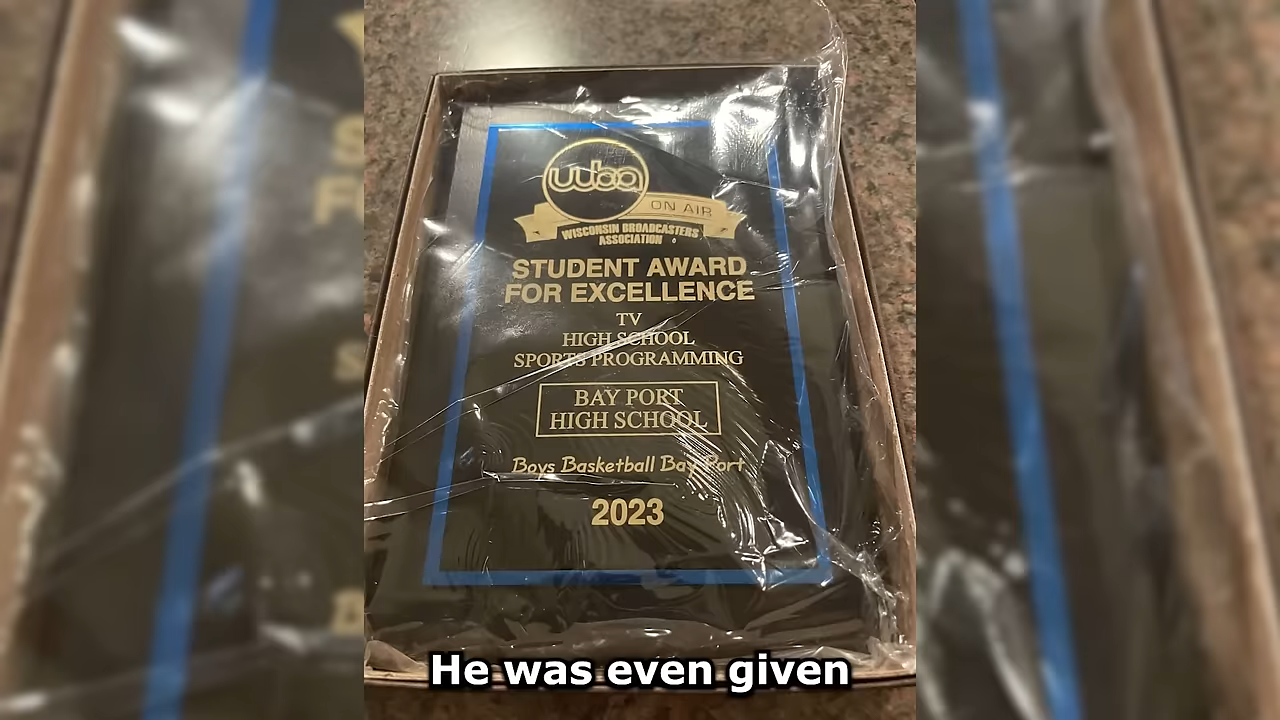 wba
ON AIR
WISCONSIN BROADCASTERS
ASSOCIATION
STUDENT AWARD
FOR EXCELLENCE
TV
HIGH SCHOOL
SPORTS PROGRAMMING
BAY PORT
HIGH SCHOOL
Boys Basketball Bay Port
2023
He was even given